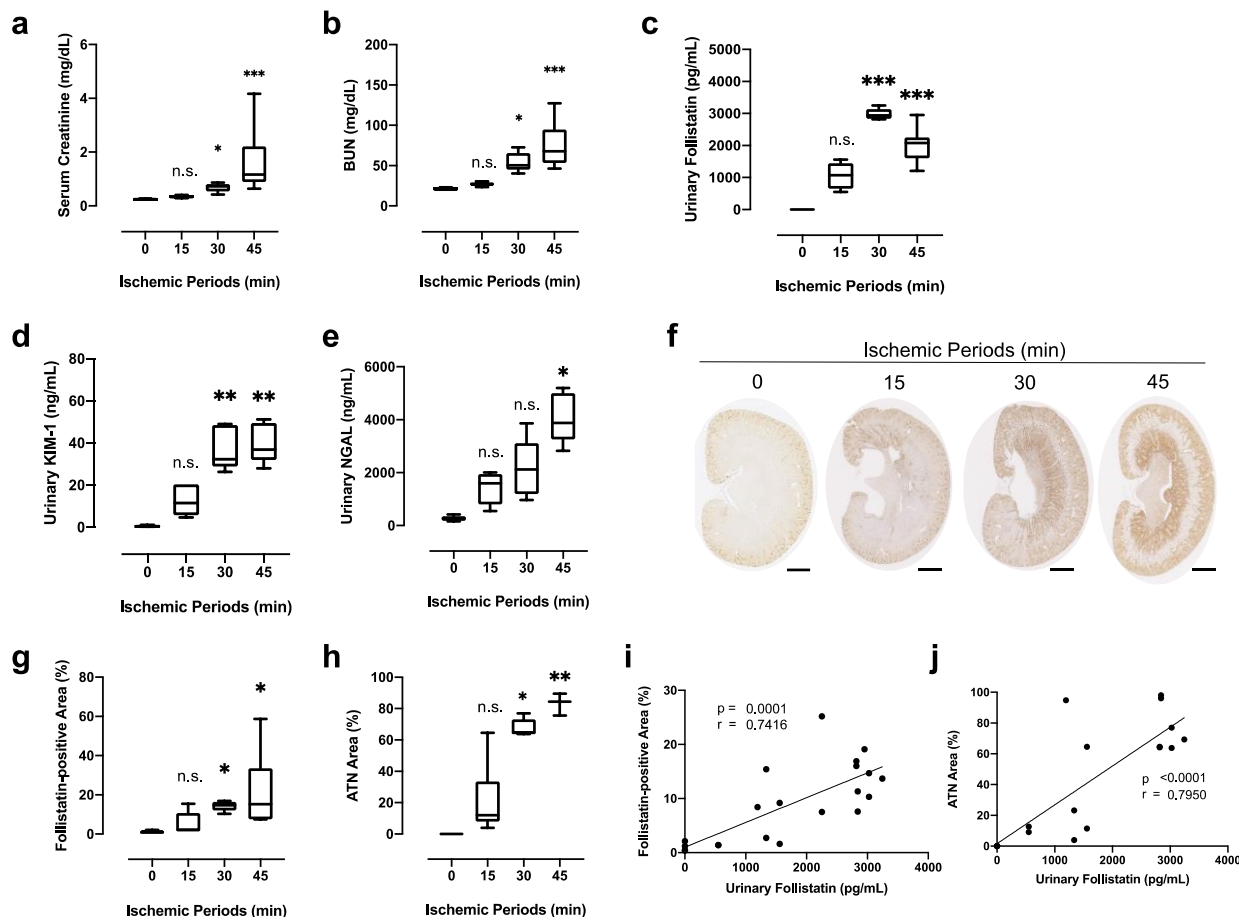 a
Serum Creatinine (mg/dL)
6
4
2
0
n.s.
*
***
0 15 30 45
Ischemic Periods (min)
b
BUN (mg/dL)
200
150
100
50
0
n.s.
*
***
0 15 30 45
Ischemic Periods (min)
c
Urinary Follistatin (pg/mL)
5000
4000
3000
2000
1000
0
n.s.
***
***
0 15 30 45
Ischemic Periods (min)
d
Urinary KIM-1 (ng/mL)
80
60
40
20
0
n.s.
**
**
0 15 30 45
Ischemic Periods (min)
e
Urinary NGAL (ng/mL)
6000
4000
2000
0
n.s.
n.s.
*
0 15 30 45
Ischemic Periods (min)
f
Ischemic Periods (min)
0 15 30 45
g
Follistatin-positive Area (%)
80
60
40
20
0
n.s.
*
*
0 15 30 45
Ischemic Periods (min)
h
ATN Area (%)
100
80
60
40
20
0
n.s.
*
**
0 15 30 45
Ischemic Periods (min)
i
Follistatin-positive Area (%)
30
20
10
0
p = 0.0001
r = 0.7416
0 1000 2000 3000 4000
Urinary Follistatin (pg/mL)
j
ATN Area (%)
100
80
60
40
20
0
p <0.0001
r = 0.7950
0 1000 2000 3000 4000
Urinary Follistatin (pg/mL)